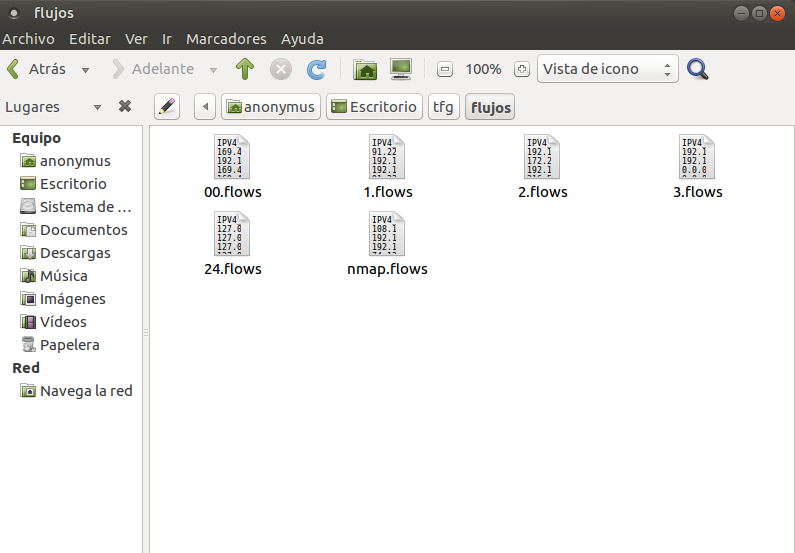 flujos
Archivo Editar Ver Ir Marcadores Ayuda
Atrás Adelante 100% Vista de icono
Lugares anonymus Escritorio tfg flujos
Equipo
anonymus
Escritorio
Sistema de ...
Documentos
Descargas
Música
Imágenes
Vídeos
Papelera
Red
Navega la red
IPV4
169.4
192.1
169.4
00.flows
IPV4
91.22
192.1
192.1
1.flows
IPV4
192.1
172.2
192.1
2.flows
IPV4
192.1
192.1
0.0.0
3.flows
IPV4
127.0
127.0
127.0
24.flows
IPV4
108.1
192.1
192.1
nmap.flows